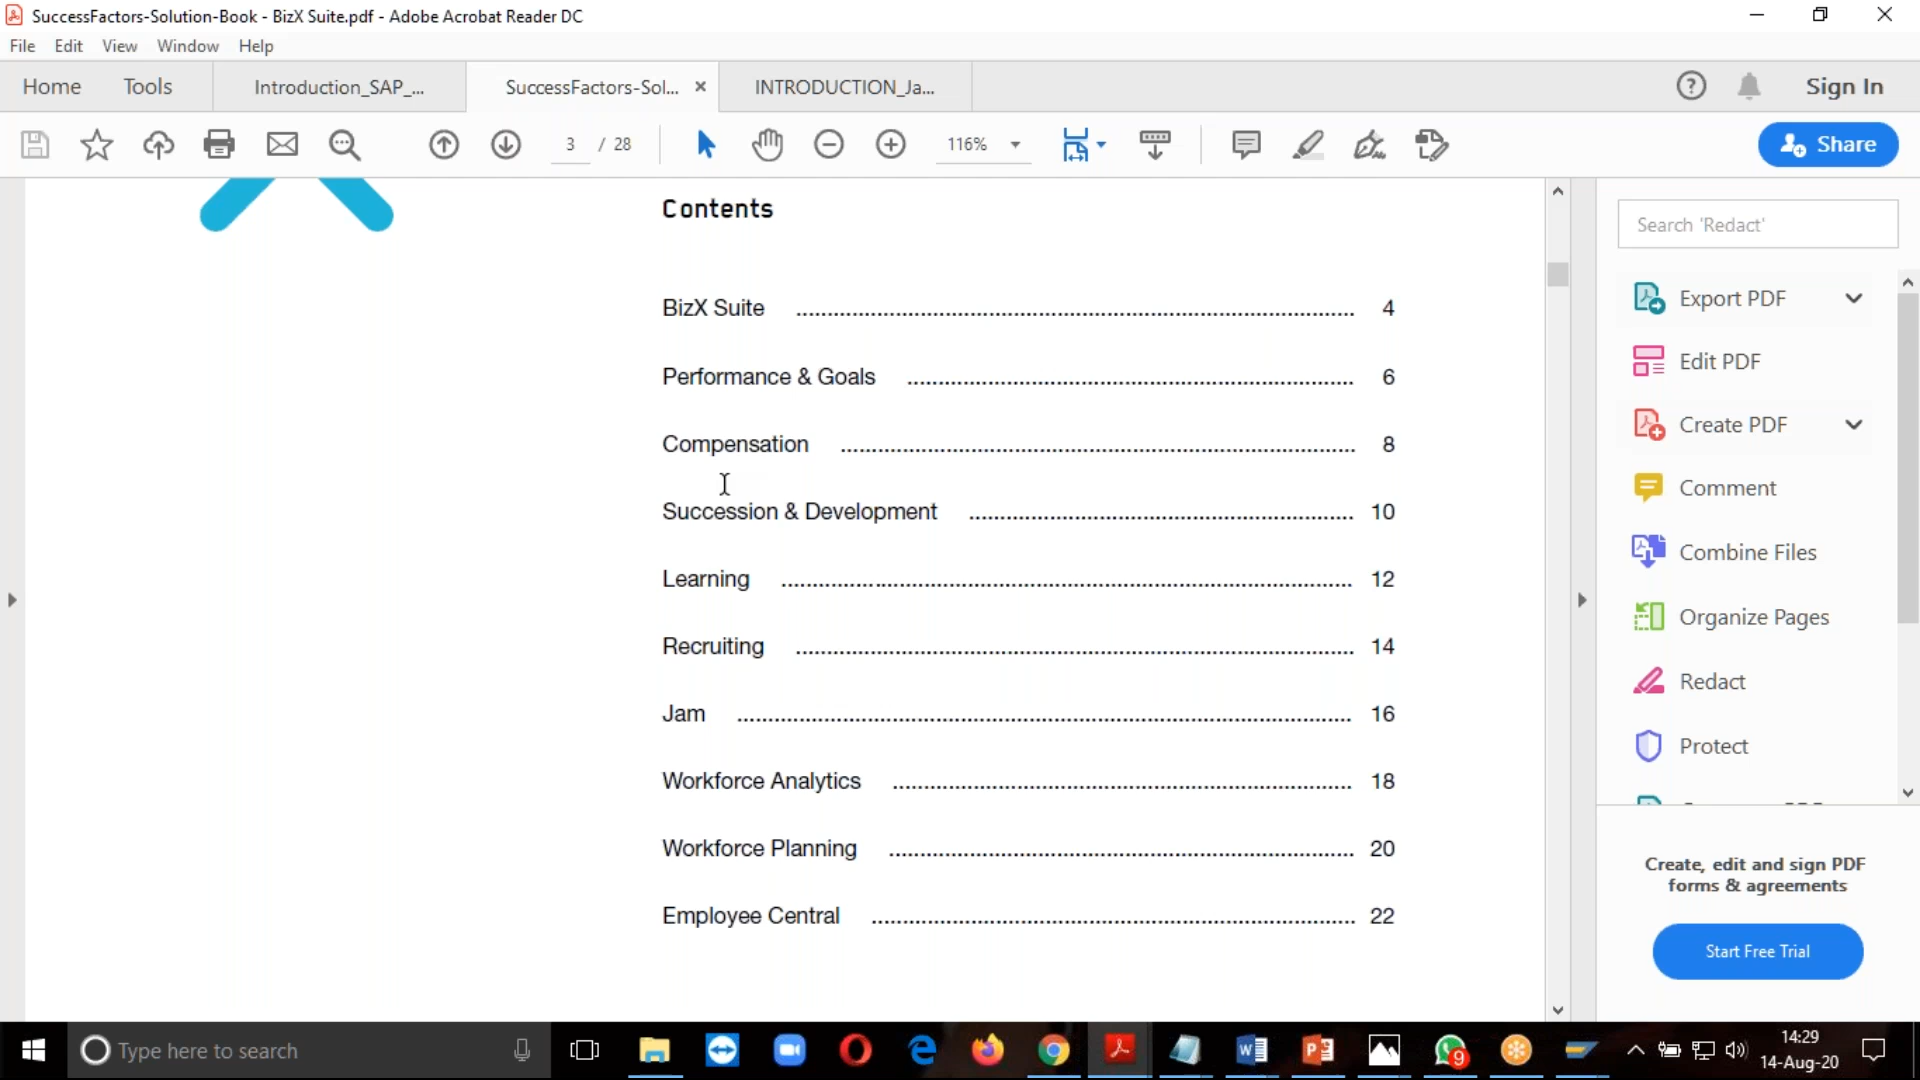 SuccessFactors-Solution-Book - BizX Suite.pdf - Adobe Acrobat Reader DC
File Edit View Window Help
Home Tools Introduction_SAP_... SuccessFactors-Sol... × INTRODUCTION_Ja... Sign In
3 / 28 116% Share
Contents
BizX Suite .......... 4
Performance & Goals .......... 6
Compensation .......... 8
Succession & Development .......... 10
Learning .......... 12
Recruiting .......... 14
Jam .......... 16
Workforce Analytics .......... 18
Workforce Planning .......... 20
Employee Central .......... 22
Search 'Redact'
Export PDF
Edit PDF
Create PDF
Comment
Combine Files
Organize Pages
Redact
Protect
Create, edit and sign PDF
forms & agreements
Start Free Trial
Type here to search
9
14:29
14-Aug-20